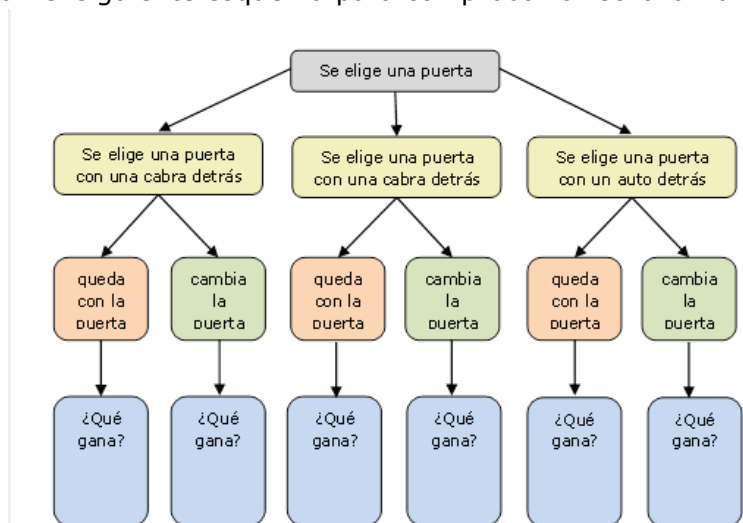 Se elige una puerta
Se elige una puerta
con una cabra detrás
Se elige una puerta
con una cabra detrás
Se elige una puerta
con un auto detrás
queda
con la
puerta
cambia
la
puerta
queda
con la
puerta
cambia
la
puerta
queda
con la
puerta
cambia
la
puerta
¿Qué
gana?
¿Qué
gana?
¿Qué
gana?
¿Qué
gana?
¿Qué
gana?
¿Qué
gana?